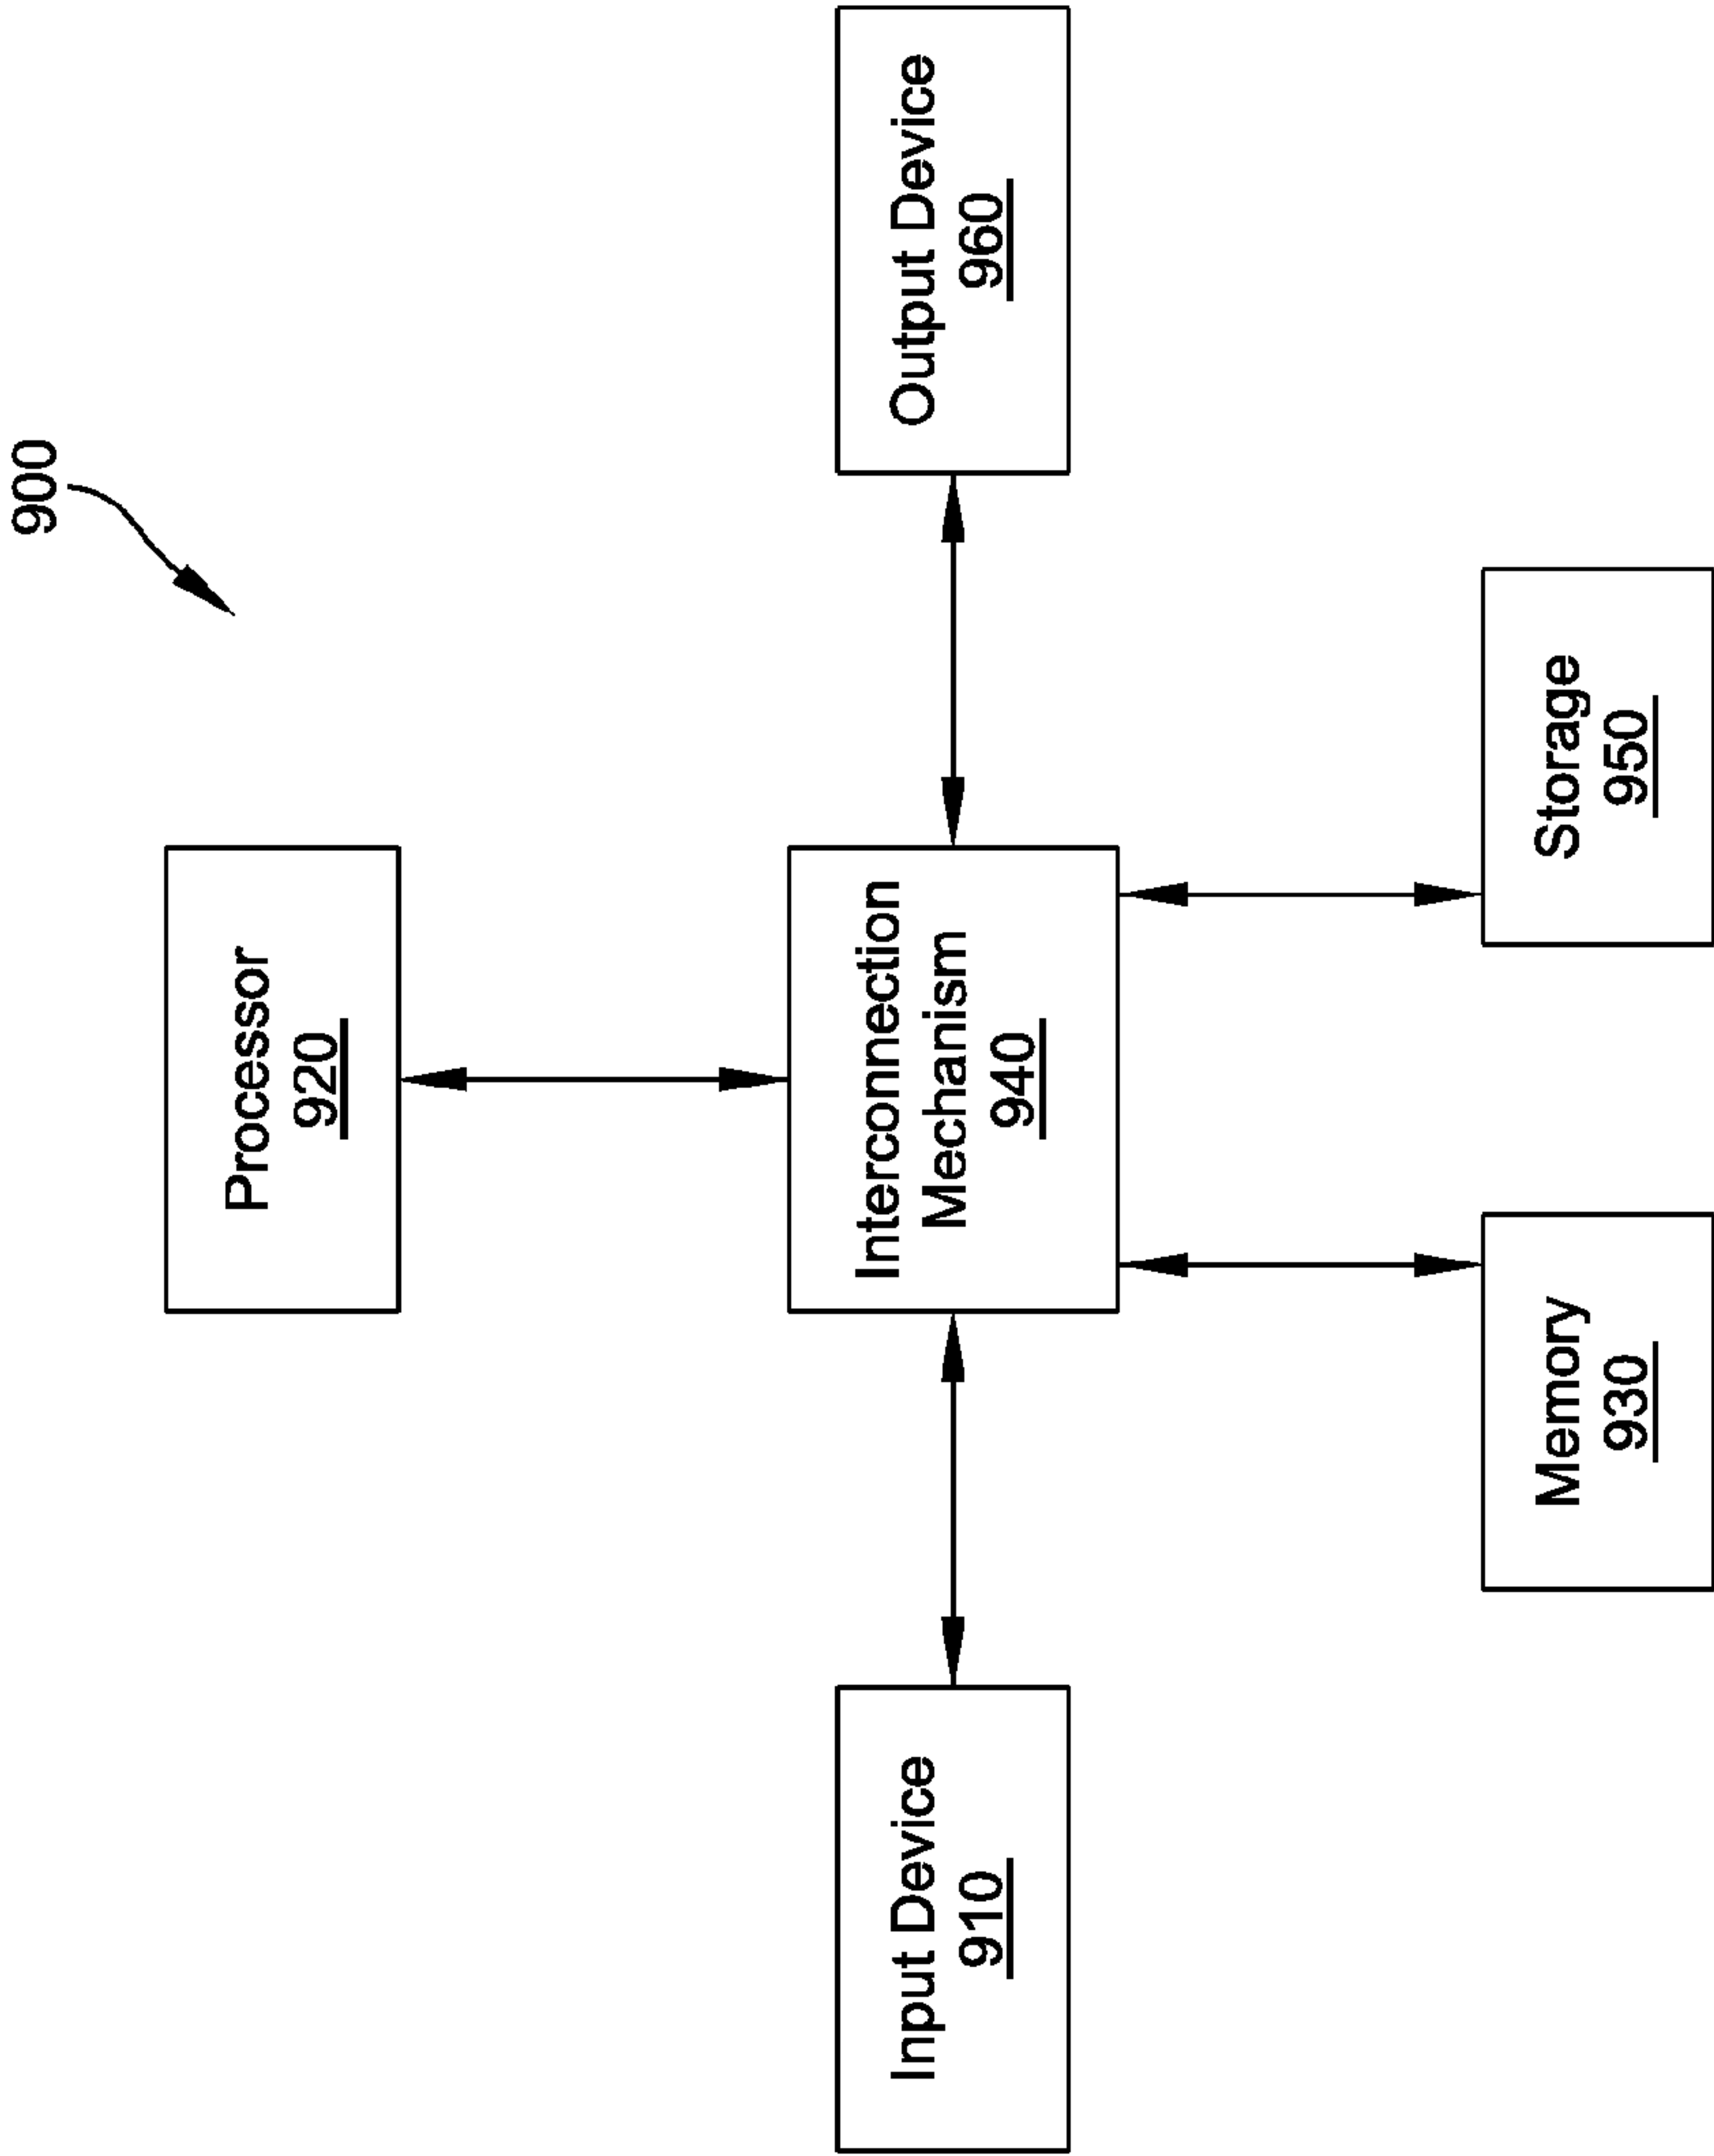 900
Processor
920
Input Device
910
Interconnection
Mechanism
940
Output Device
960
Memory
930
Storage
950